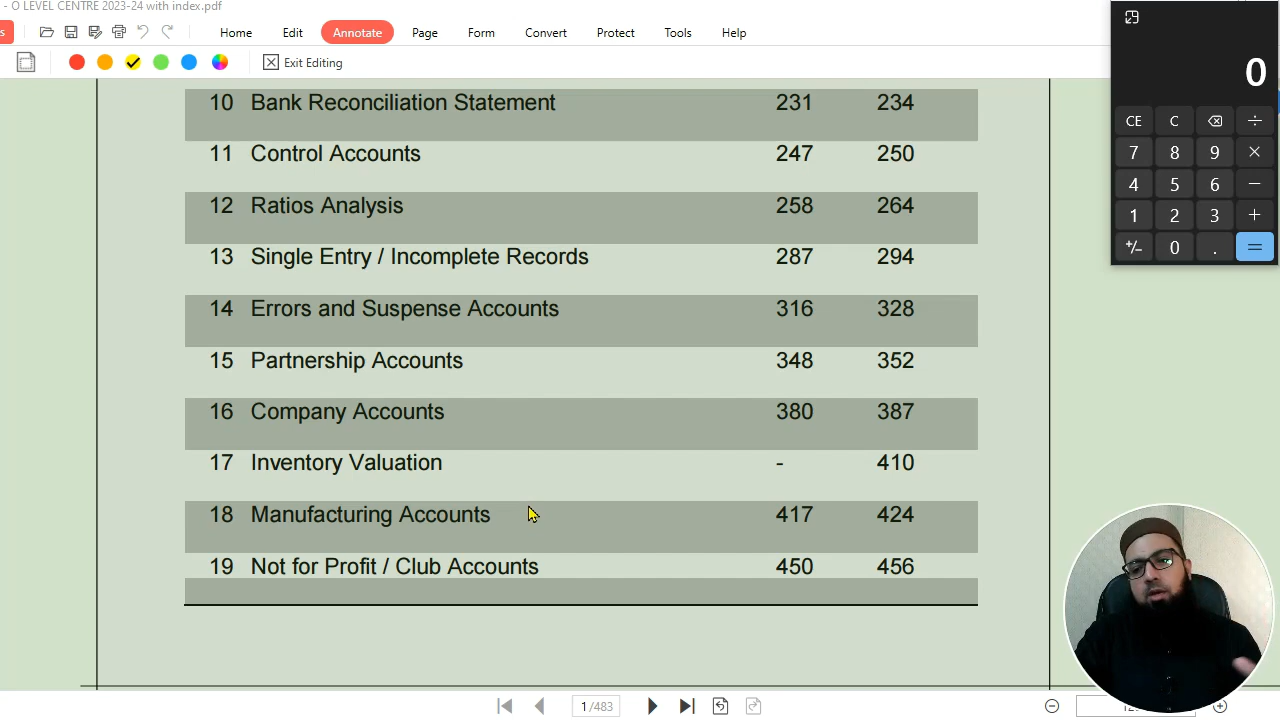 - O LEVEL CENTRE 2023-24 with index.pdf
s
Home Edit Annotate Page Form Convert Protect Tools Help
Exit Editing
0
CE C ÷
7 8 9 ×
4 5 6 −
1 2 3 +
+/− 0 . =
10 Bank Reconciliation Statement 231 234
11 Control Accounts 247 250
12 Ratios Analysis 258 264
13 Single Entry / Incomplete Records 287 294
14 Errors and Suspense Accounts 316 328
15 Partnership Accounts 348 352
16 Company Accounts 380 387
17 Inventory Valuation - 410
18 Manufacturing Accounts 417 424
19 Not for Profit / Club Accounts 450 456
1 /483